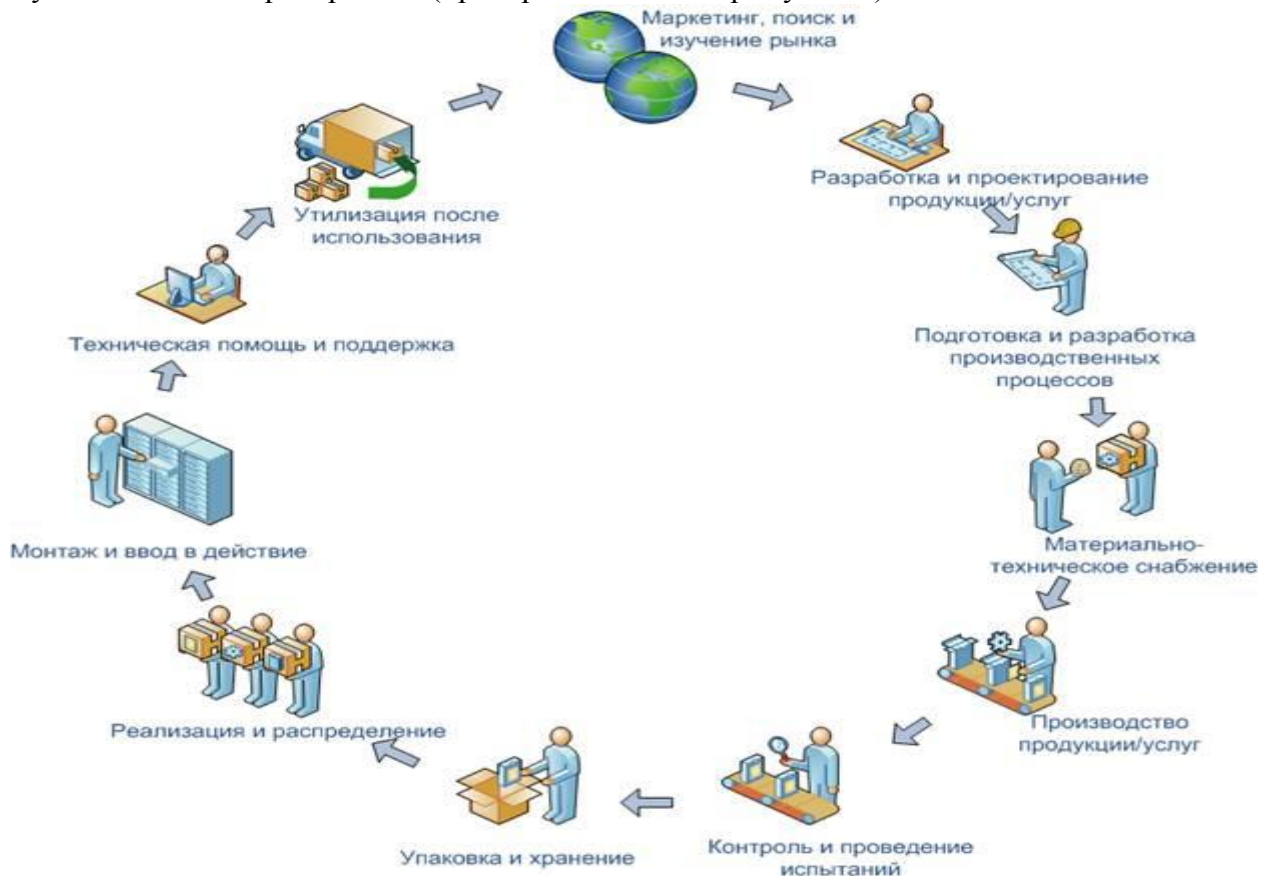 Маркетинг, поиск и
изучение рынка
Разработка и проектирование
продукции/услуг
Подготовка и разработка
производственных
процессов
Материально-
техническое снабжение
Производство
продукции/услуг
Контроль и проведение
испытаний
Упаковка и хранение
Реализация и распределение
Монтаж и ввод в действие
Техническая помощь и поддержка
Утилизация после
использования